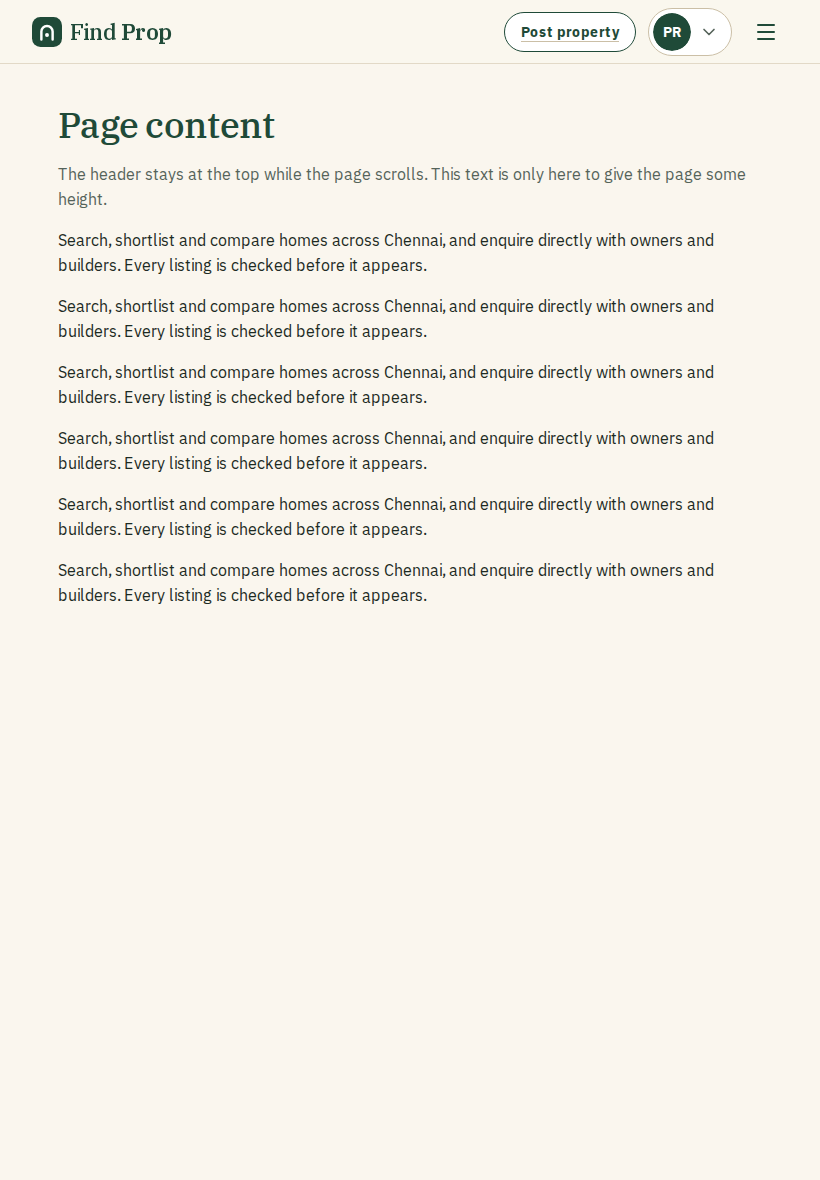 Find Prop
Post property
PR
Page content
The header stays at the top while the page scrolls. This text is only here to give the page some
height.
Search, shortlist and compare homes across Chennai, and enquire directly with owners and
builders. Every listing is checked before it appears.
Search, shortlist and compare homes across Chennai, and enquire directly with owners and
builders. Every listing is checked before it appears.
Search, shortlist and compare homes across Chennai, and enquire directly with owners and
builders. Every listing is checked before it appears.
Search, shortlist and compare homes across Chennai, and enquire directly with owners and
builders. Every listing is checked before it appears.
Search, shortlist and compare homes across Chennai, and enquire directly with owners and
builders. Every listing is checked before it appears.
Search, shortlist and compare homes across Chennai, and enquire directly with owners and
builders. Every listing is checked before it appears.